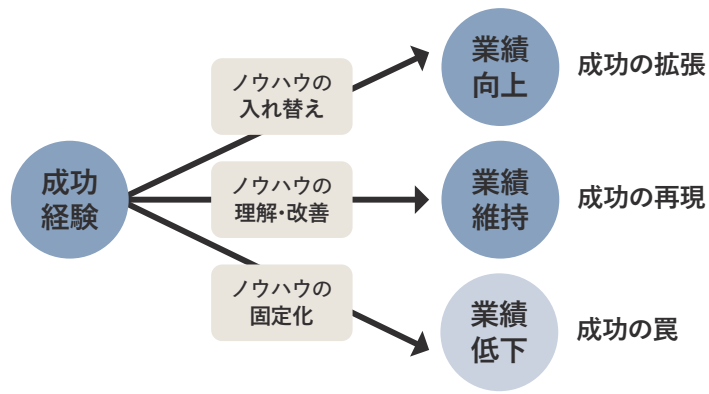 成功
経験
ノウハウの
入れ替え
業績
向上
成功の拡張
ノウハウの
理解・改善
業績
維持
成功の再現
ノウハウの
固定化
業績
低下
成功の罠